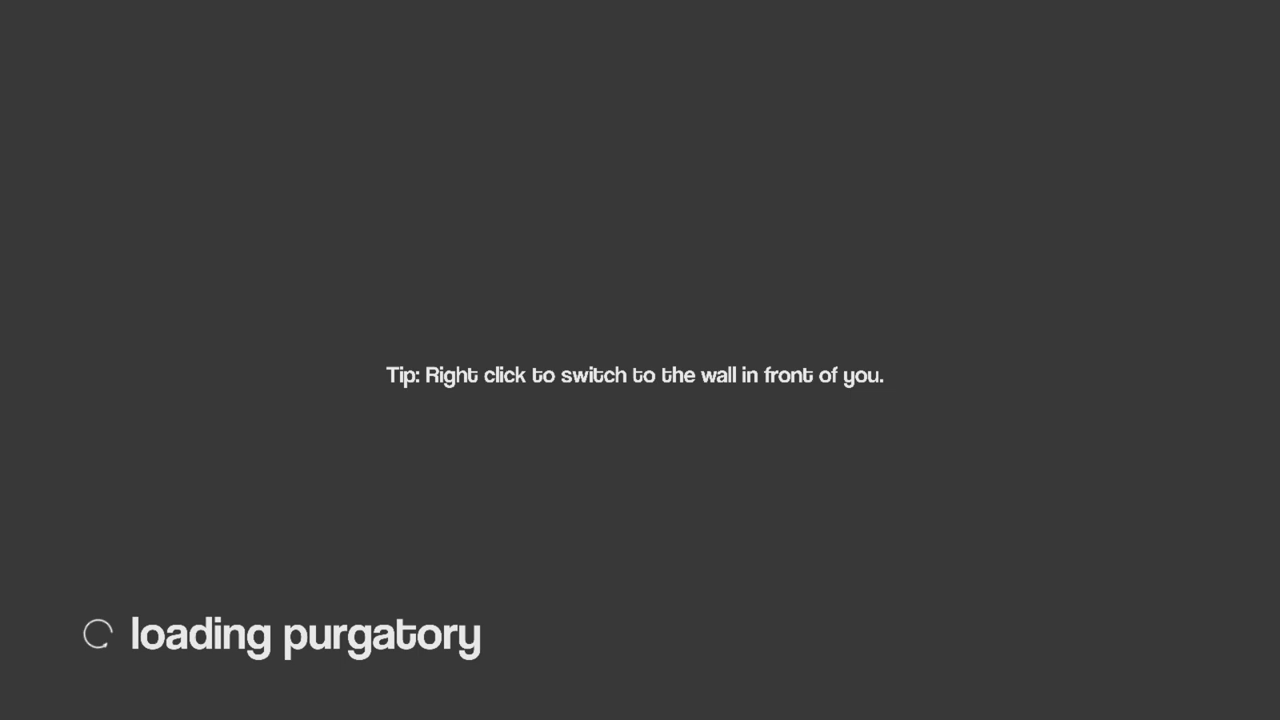 Tip: Right click to switch to the wall in front of you.
loading purgatory